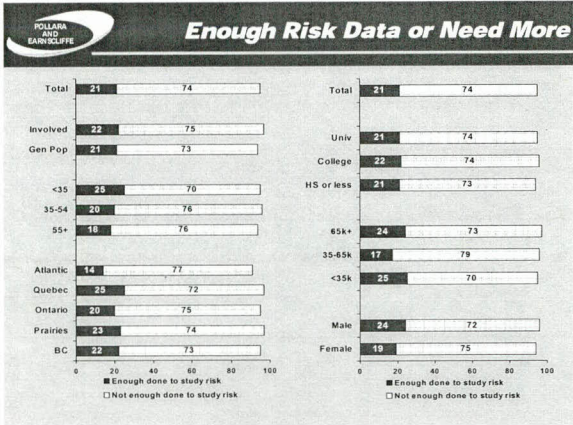 POLLARA
AND
EARNSCLIFFE
Enough Risk Data or Need More
Total 21 74
Involved 22 75
Gen Pop 21 73
<35 25 70
35-54 20 76
55+ 18 76
Atlantic 14 77
Quebec 25 72
Ontario 20 75
Prairies 23 74
BC 22 73
0 20 40 60 80 100
Enough done to study risk
Not enough done to study risk
Total 21 74
Univ 21 74
College 22 74
HS or less 21 73
65k+ 24 73
35-65k 17 79
<35k 25 70
Male 24 72
Female 19 75
0 20 40 60 80 100
Enough done to study risk
Not enough done to study risk